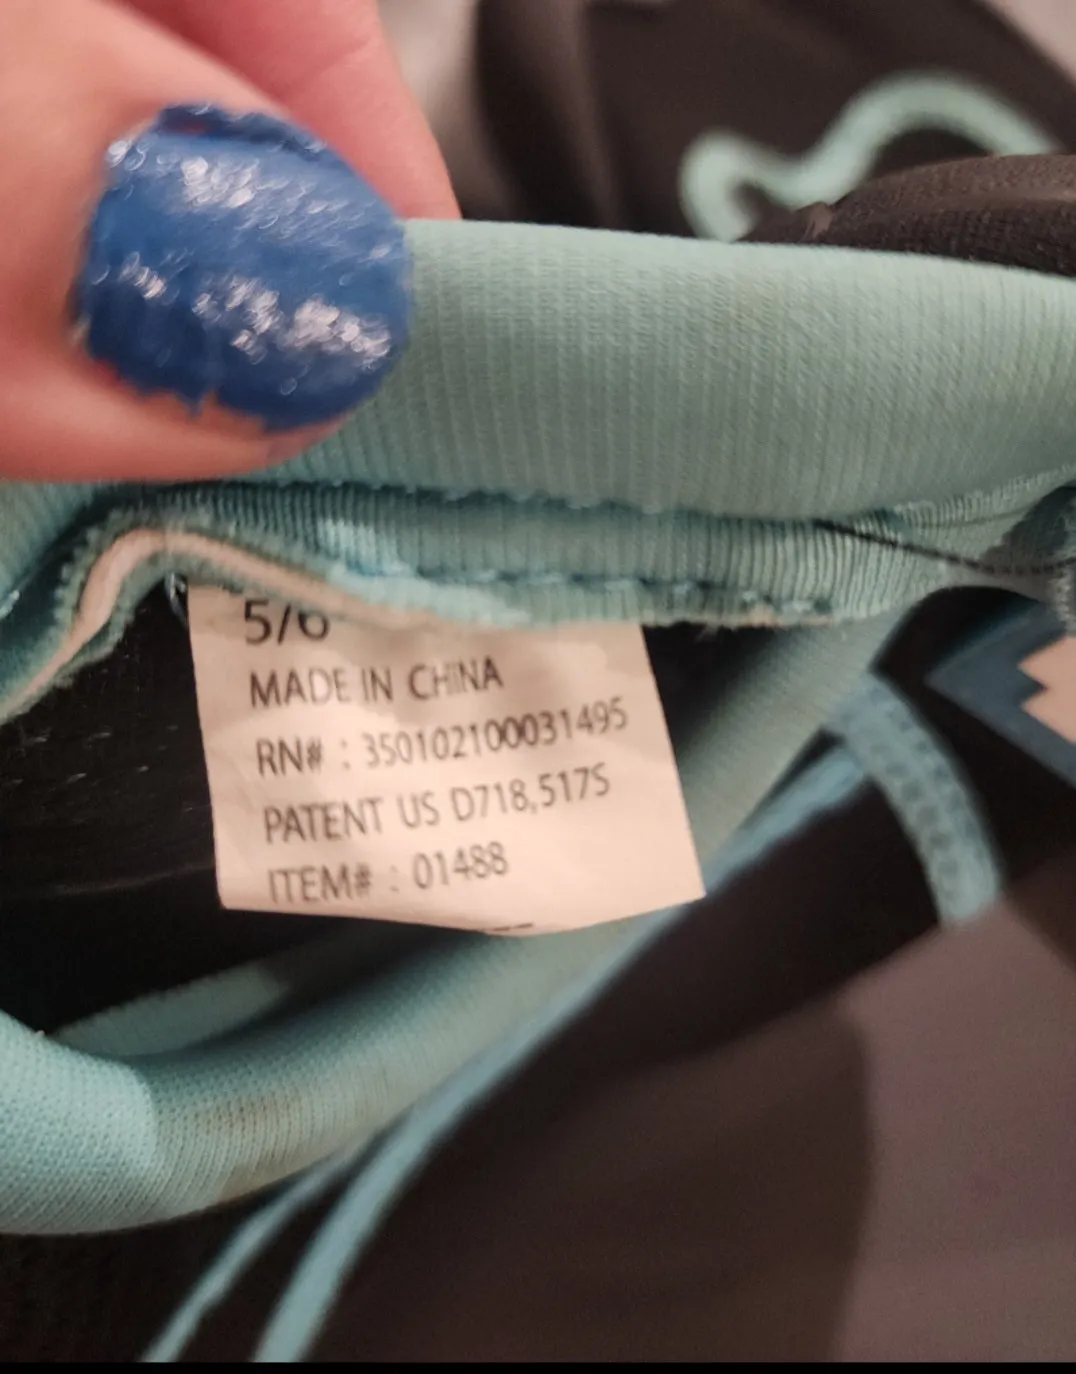 5/6
MADE IN CHINA
RN# : 350102100031495
PATENT US D718,517S
ITEM# : 01488